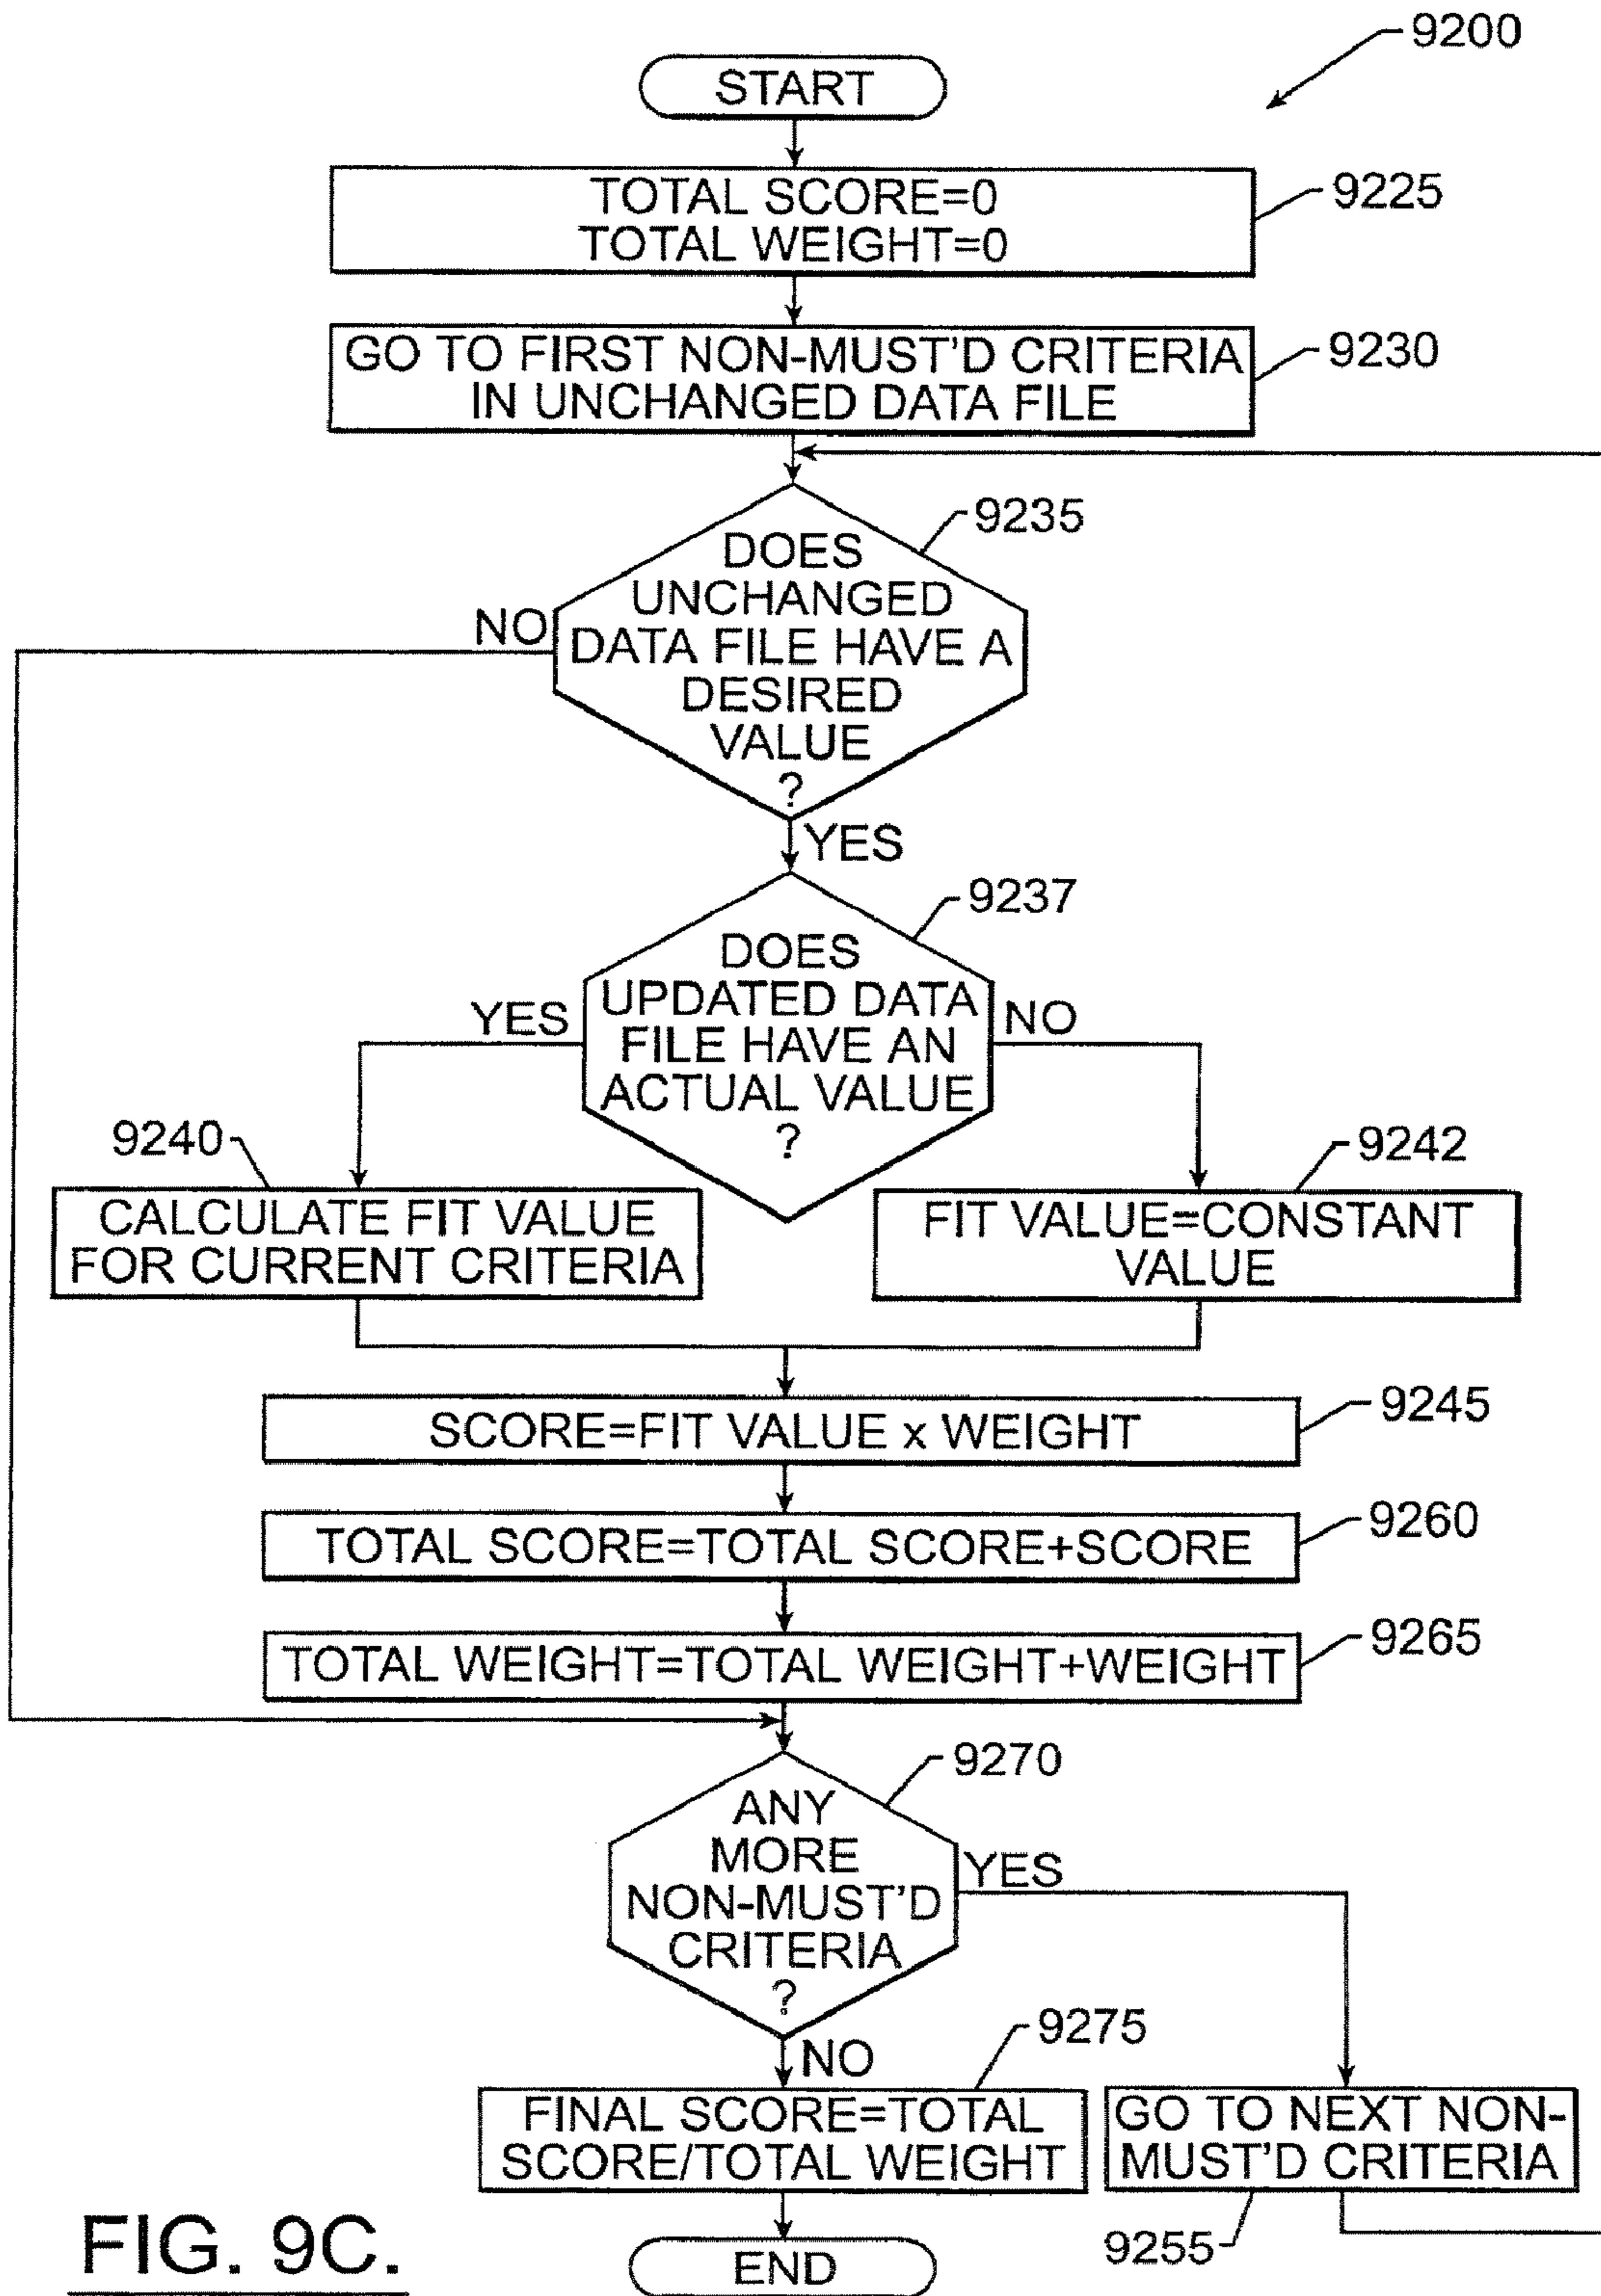 9200
START
TOTAL SCORE=0
TOTAL WEIGHT=0
9225
GO TO FIRST NON-MUST'D CRITERIA
IN UNCHANGED DATA FILE
9230
9235
DOES
UNCHANGED
DATA FILE HAVE A
DESIRED
VALUE
?
NO
YES
9237
DOES
UPDATED DATA
FILE HAVE AN
ACTUAL VALUE
?
YES
NO
9240
CALCULATE FIT VALUE
FOR CURRENT CRITERIA
9242
FIT VALUE=CONSTANT
VALUE
SCORE=FIT VALUE x WEIGHT
9245
TOTAL SCORE=TOTAL SCORE+SCORE
9260
TOTAL WEIGHT=TOTAL WEIGHT+WEIGHT
9265
9270
ANY
MORE
NON-MUST'D
CRITERIA
?
YES
NO
9275
FINAL SCORE=TOTAL
SCORE/TOTAL WEIGHT
GO TO NEXT NON-
MUST'D CRITERIA
9255
END
FIG. 9C.